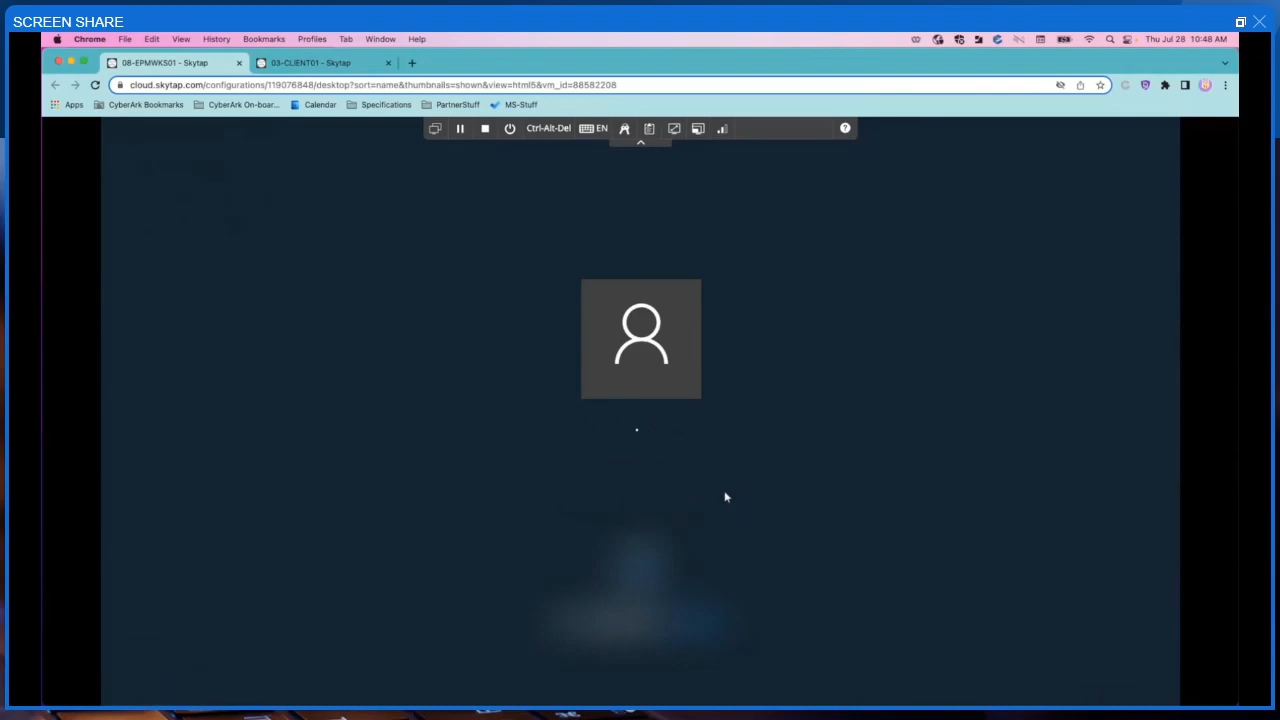 SCREEN SHARE
Chrome File Edit View History Bookmarks Profiles Tab Window Help Thu Jul 28 10:48 AM
08-EPMWKS01 - Skytap 03-CLIENT01 - Skytap
cloud.skytap.com/configurations/119076848/desktop?sort=name&thumbnails=shown&view=html5&vm_id=88582208
Apps CyberArk Bookmarks CyberArk On-boar... Calendar Specifications PartnerStuff MS-Stuff
Ctrl-Alt-Del EN